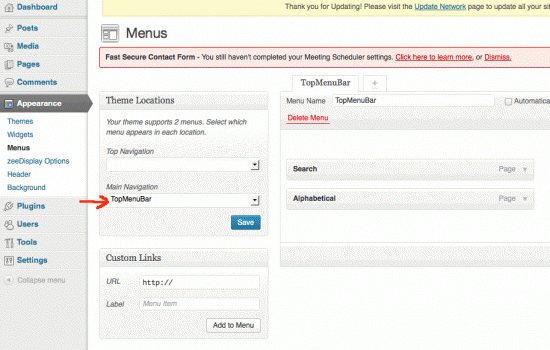 Dashboard
Posts
Media
Pages
Comments
Appearance
Themes
Widgets
Menus
zeeDisplay Options
Header
Background
Plugins
Users
Tools
Settings
Collapse menu
Thank you for Updating! Please visit the Update Network page to update all your
Menus
Fast Secure Contact Form - You still haven't completed your Meeting Scheduler settings. Click here to learn more, or Dismiss.
Theme Locations
Your theme supports 2 menus. Select which
menu appears in each location.
Top Navigation
Main Navigation
TopMenuBar
Save
Custom Links
URL http://
Label Menu Item
Add to Menu
TopMenuBar +
Menu Name TopMenuBar
Delete Menu
Search Page
Alphabetical Page